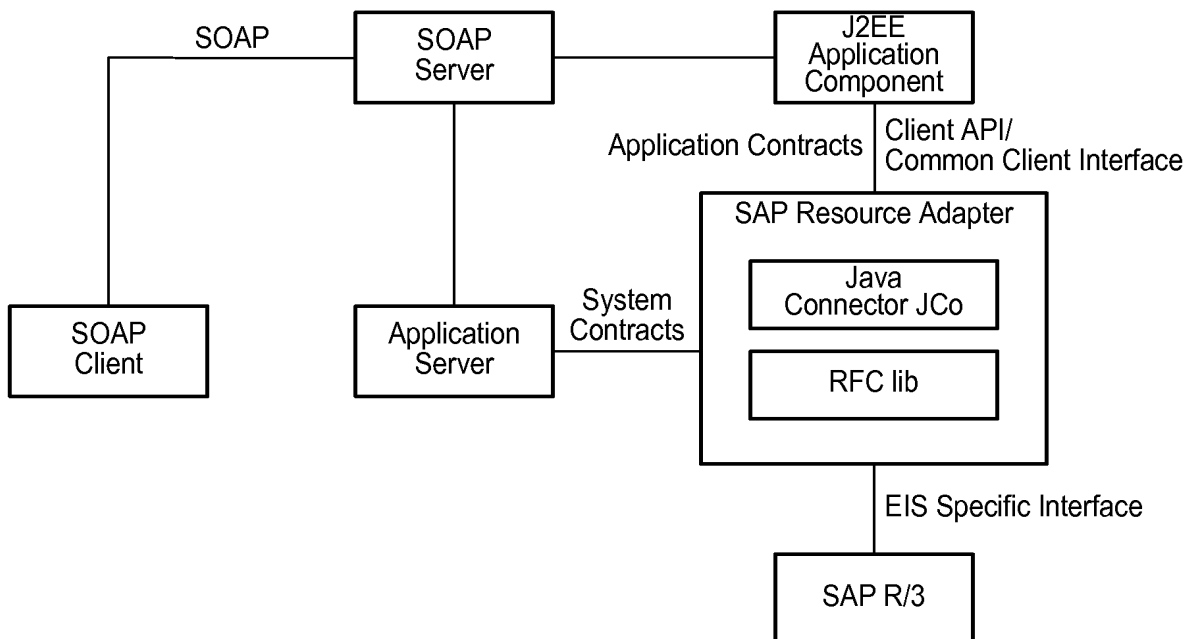 SOAP
SOAP
Server
J2EE
Application
Component
Application Contracts
Client API/
Common Client Interface
SAP Resource Adapter
Java
Connector JCo
RFC lib
System
Contracts
SOAP
Client
Application
Server
EIS Specific Interface
SAP R/3